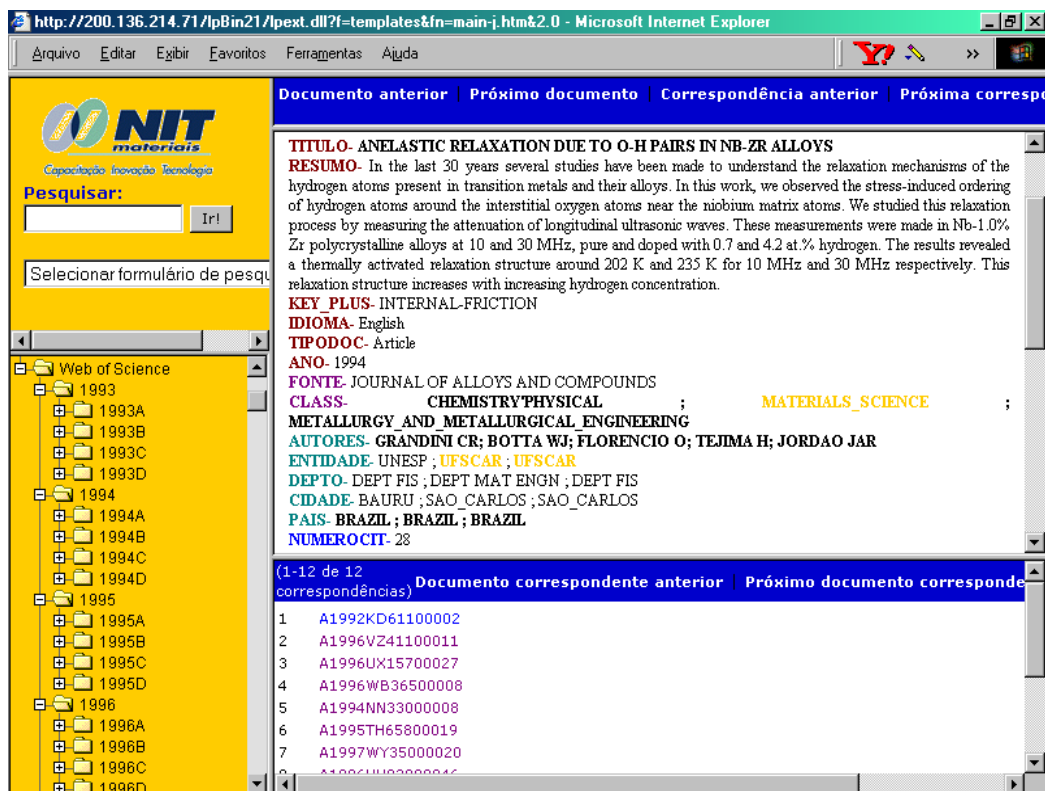 http://200.136.214.71/lpBin21/lpext.dll?f=templates&fn=main-j.htm&2.0 - Microsoft Internet Explorer
Arquivo Editar Exibir Favoritos Ferramentas Ajuda
Y! »
NIT
materiais
Capacitação Inovação Tecnologia
Pesquisar:
Ir!
Selecionar formulário de pesqu
Web of Science
1993
1993A
1993B
1993C
1993D
1994
1994A
1994B
1994C
1994D
1995
1995A
1995B
1995C
1995D
1996
1996A
1996B
1996C
1996D
Documento anterior | Próximo documento | Correspondência anterior | Próxima correspo
TITULO- ANELASTIC RELAXATION DUE TO O-H PAIRS IN NB-ZR ALLOYS
RESUMO- In the last 30 years several studies have been made to understand the relaxation mechanisms of the
hydrogen atoms present in transition metals and their alloys. In this work, we observed the stress-induced ordering
of hydrogen atoms around the interstitial oxygen atoms near the niobium matrix atoms. We studied this relaxation
process by measuring the attenuation of longitudinal ultrasonic waves. These measurements were made in Nb-1.0%
Zr polycrystalline alloys at 10 and 30 MHz, pure and doped with 0.7 and 4.2 at.% hydrogen. The results revealed
a thermally activated relaxation structure around 202 K and 235 K for 10 MHz and 30 MHz respectively. This
relaxation structure increases with increasing hydrogen concentration.
KEY_PLUS- INTERNAL-FRICTION
IDIOMA- English
TIPODOC- Article
ANO- 1994
FONTE- JOURNAL OF ALLOYS AND COMPOUNDS
CLASS- CHEMISTRY'PHYSICAL ; MATERIALS_SCIENCE ;
METALLURGY_AND_METALLURGICAL_ENGINEERING
AUTORES- GRANDINI CR; BOTTA WJ; FLORENCIO O; TEJIMA H; JORDAO JAR
ENTIDADE- UNESP ; UFSCAR ; UFSCAR
DEPTO- DEPT FIS ; DEPT MAT ENGN ; DEPT FIS
CIDADE- BAURU ; SAO_CARLOS ; SAO_CARLOS
PAIS- BRAZIL ; BRAZIL ; BRAZIL
NUMEROCIT- 28
(1-12 de 12
correspondências) Documento correspondente anterior | Próximo documento corresponde
1 A1992KD61100002
2 A1996VZ41100011
3 A1996UX15700027
4 A1996WB36500008
5 A1994NN33000008
6 A1995TH65800019
7 A1997WY35000020